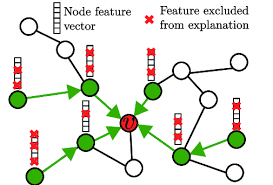 Node feature
vector
Feature excluded
from explanation
v